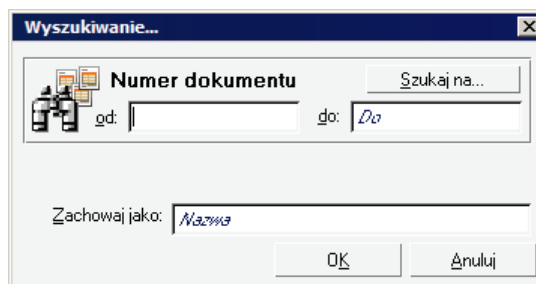 Wyszukiwanie...
Numer dokumentu Szukaj na...
od: do: Do
Zachowaj jako: Nazwa
OK Anuluj